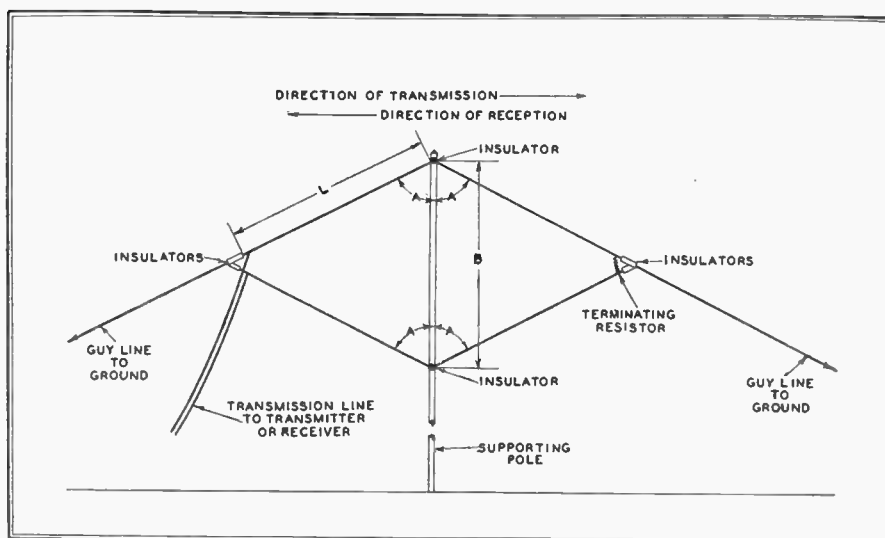 DIRECTION OF TRANSMISSION
DIRECTION OF RECEPTION
INSULATOR
L
A
A
INSULATORS
B
INSULATORS
TERMINATING
RESISTOR
A
A
GUY LINE
TO
GROUND
INSULATOR
GUY LINE
TO
GROUND
TRANSMISSION LINE
TO TRANSMITTER
OR RECEIVER
SUPPORTING
POLE